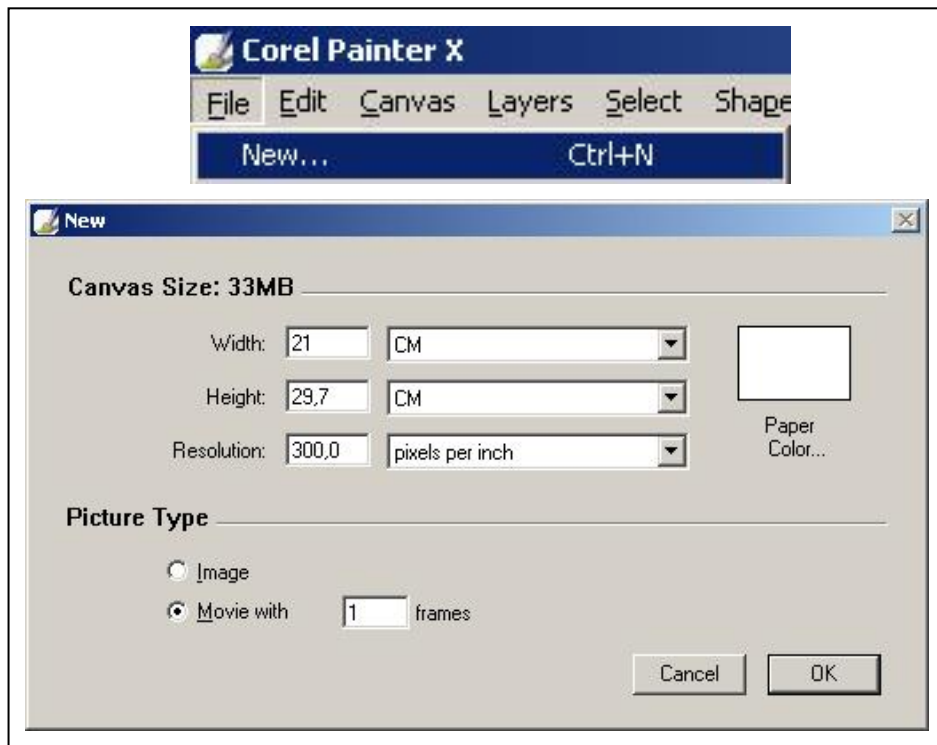 Corel Painter X
File Edit Canvas Layers Select Shape
New... Ctrl+N
New
Canvas Size: 33MB
Width: 21 CM
Height: 29,7 CM
Resolution: 300,0 pixels per inch
Paper
Color...
Picture Type
Image
Movie with 1 frames
Cancel OK